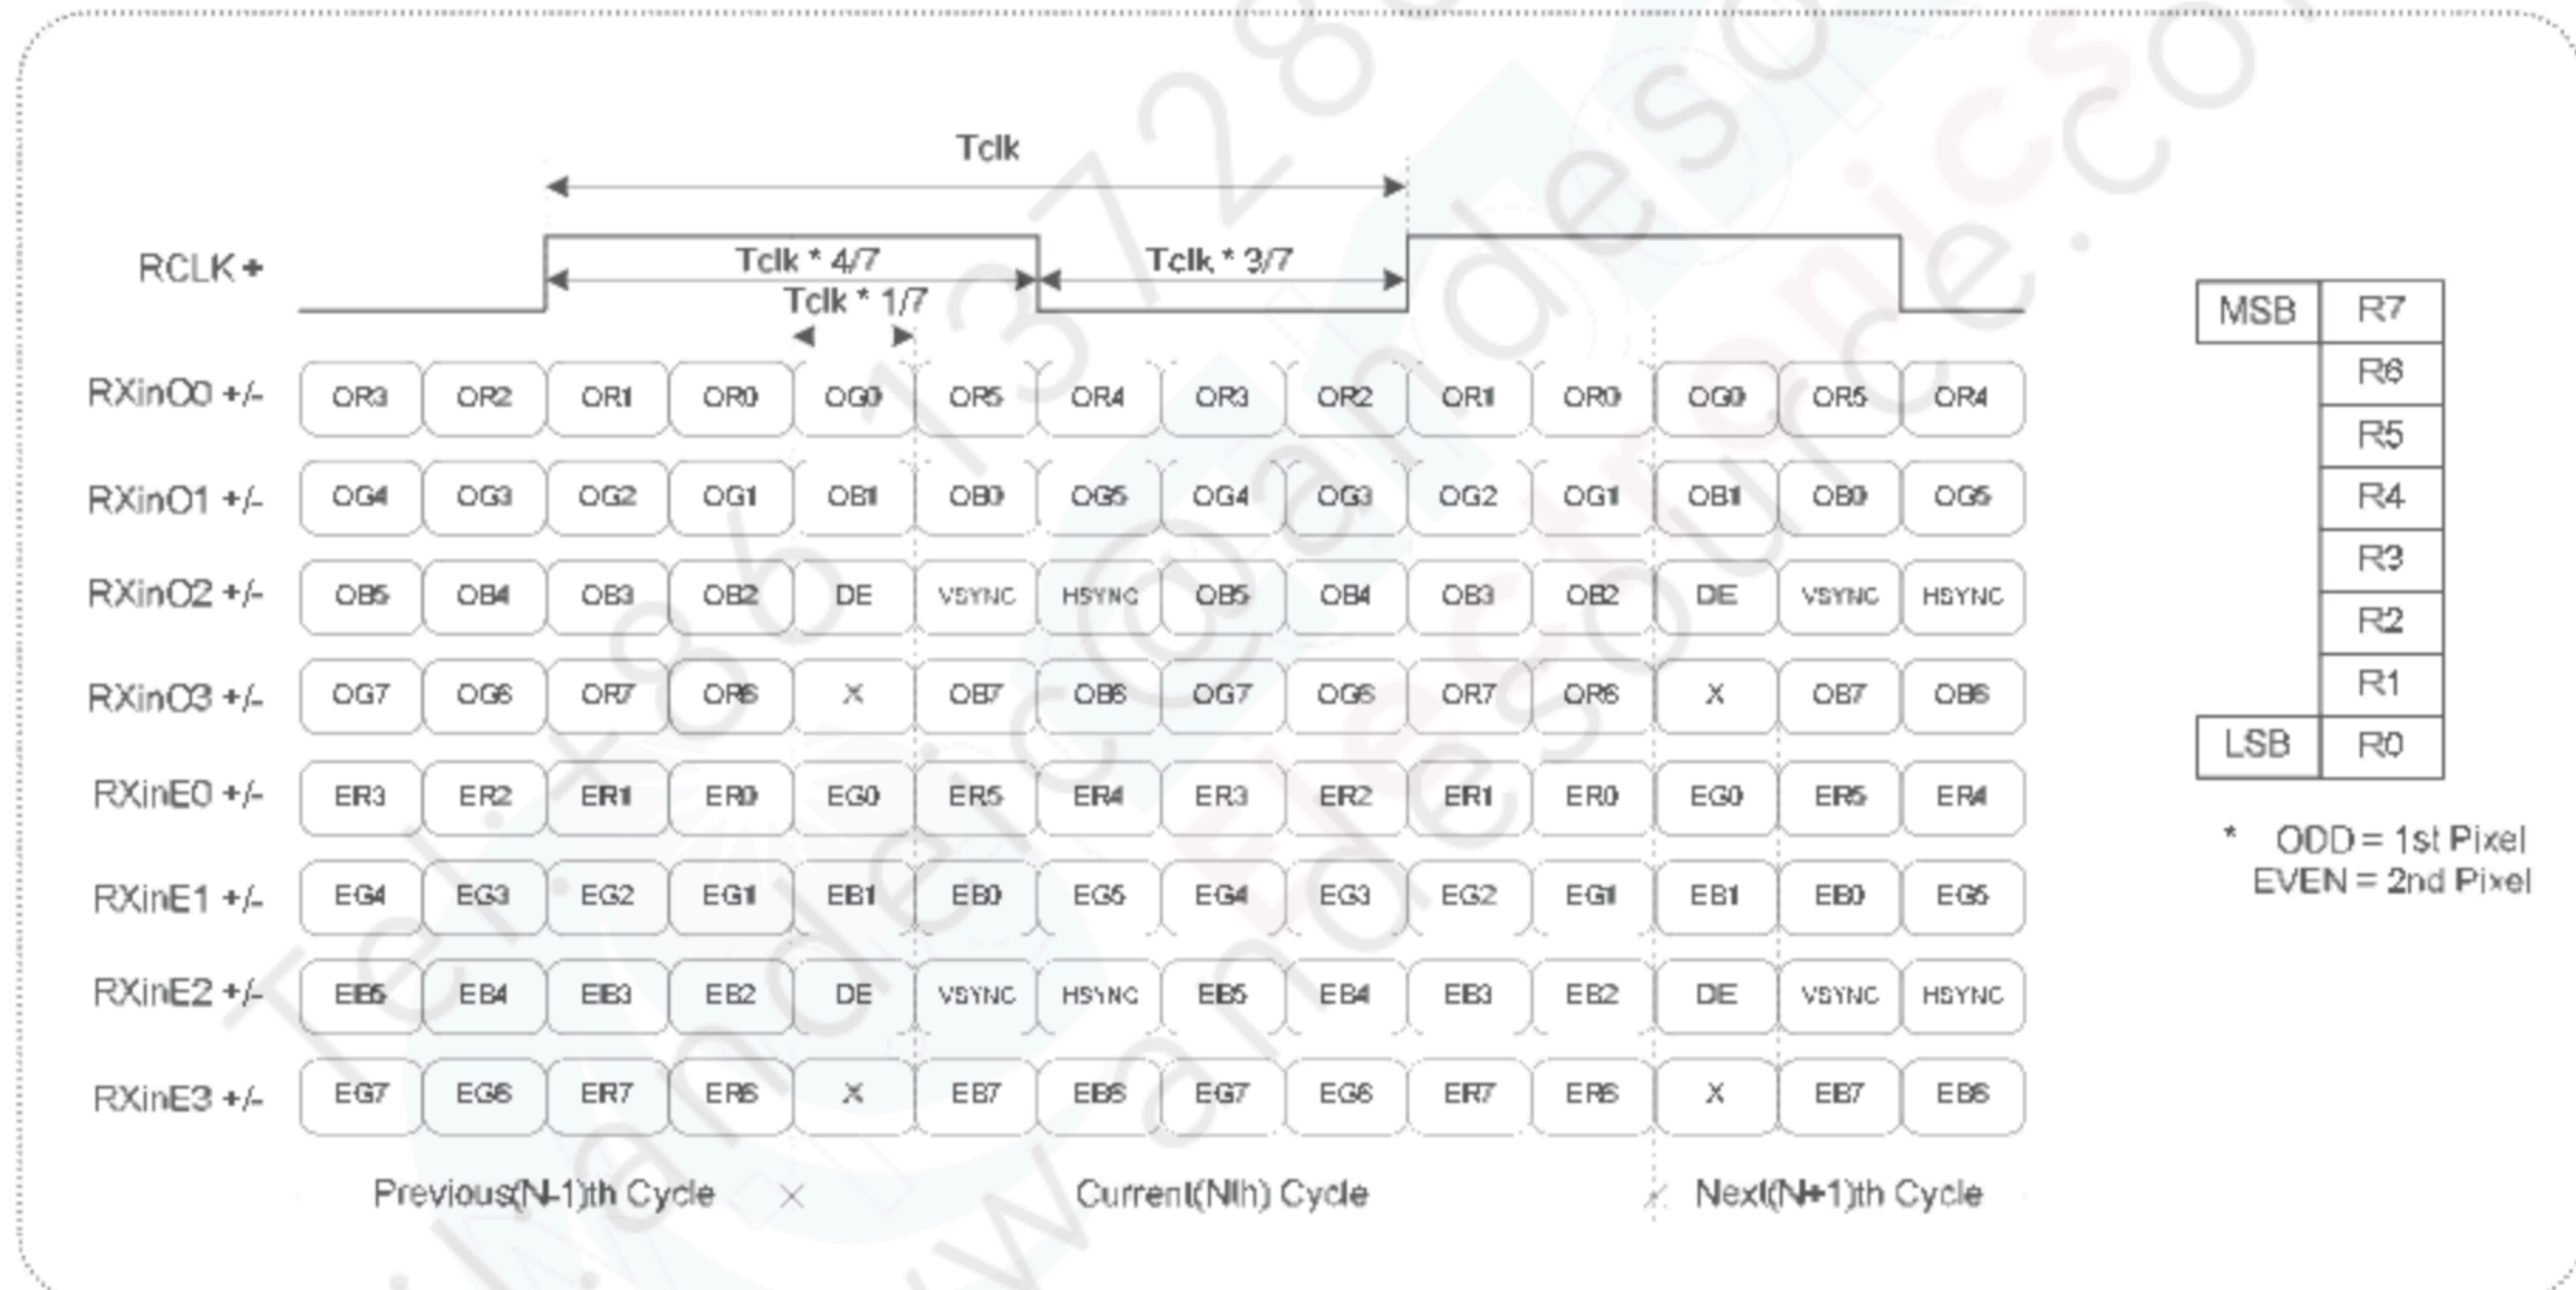 Tclk
RCLK +
Tclk * 4/7
Tclk * 3/7
Tclk * 1/7
RXinO0 +/- OR3 OR2 OR1 OR0 OG0 OR5 OR4 OR3 OR2 OR1 OR0 OG0 OR5 OR4
RXinO1 +/- OG4 OG3 OG2 OG1 OB1 OB0 OG5 OG4 OG3 OG2 OG1 OB1 OB0 OG5
RXinO2 +/- OB5 OB4 OB3 OB2 DE VSYNC HSYNC OB5 OB4 OB3 OB2 DE VSYNC HSYNC
RXinO3 +/- OG7 OG6 OR7 OR6 X OB7 OB6 OG7 OG6 OR7 OR6 X OB7 OB6
RXinE0 +/- ER3 ER2 ER1 ER0 EG0 ER5 ER4 ER3 ER2 ER1 ER0 EG0 ER5 ER4
RXinE1 +/- EG4 EG3 EG2 EG1 EB1 EB0 EG5 EG4 EG3 EG2 EG1 EB1 EB0 EG5
RXinE2 +/- EB5 EB4 EB3 EB2 DE VSYNC HSYNC EB5 EB4 EB3 EB2 DE VSYNC HSYNC
RXinE3 +/- EG7 EG6 ER7 ER6 X EB7 EB6 EG7 EG6 ER7 ER6 X EB7 EB6
Previous(N-1)th Cycle
Current(Nth) Cycle
Next(N+1)th Cycle
MSB R7
R6
R5
R4
R3
R2
R1
LSB R0
* ODD = 1st Pixel
EVEN = 2nd Pixel
Electronics